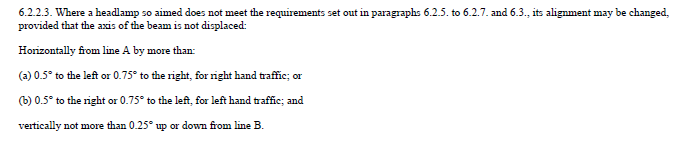 6.2.2.3. Where a headlamp so aimed does not meet the requirements set out in paragraphs 6.2.5. to 6.2.7. and 6.3., its alignment may be changed,
provided that the axis of the beam is not displaced:
Horizontally from line A by more than:
(a) 0.5° to the left or 0.75° to the right, for right hand traffic; or
(b) 0.5° to the right or 0.75° to the left, for left hand traffic; and
vertically not more than 0.25° up or down from line B.